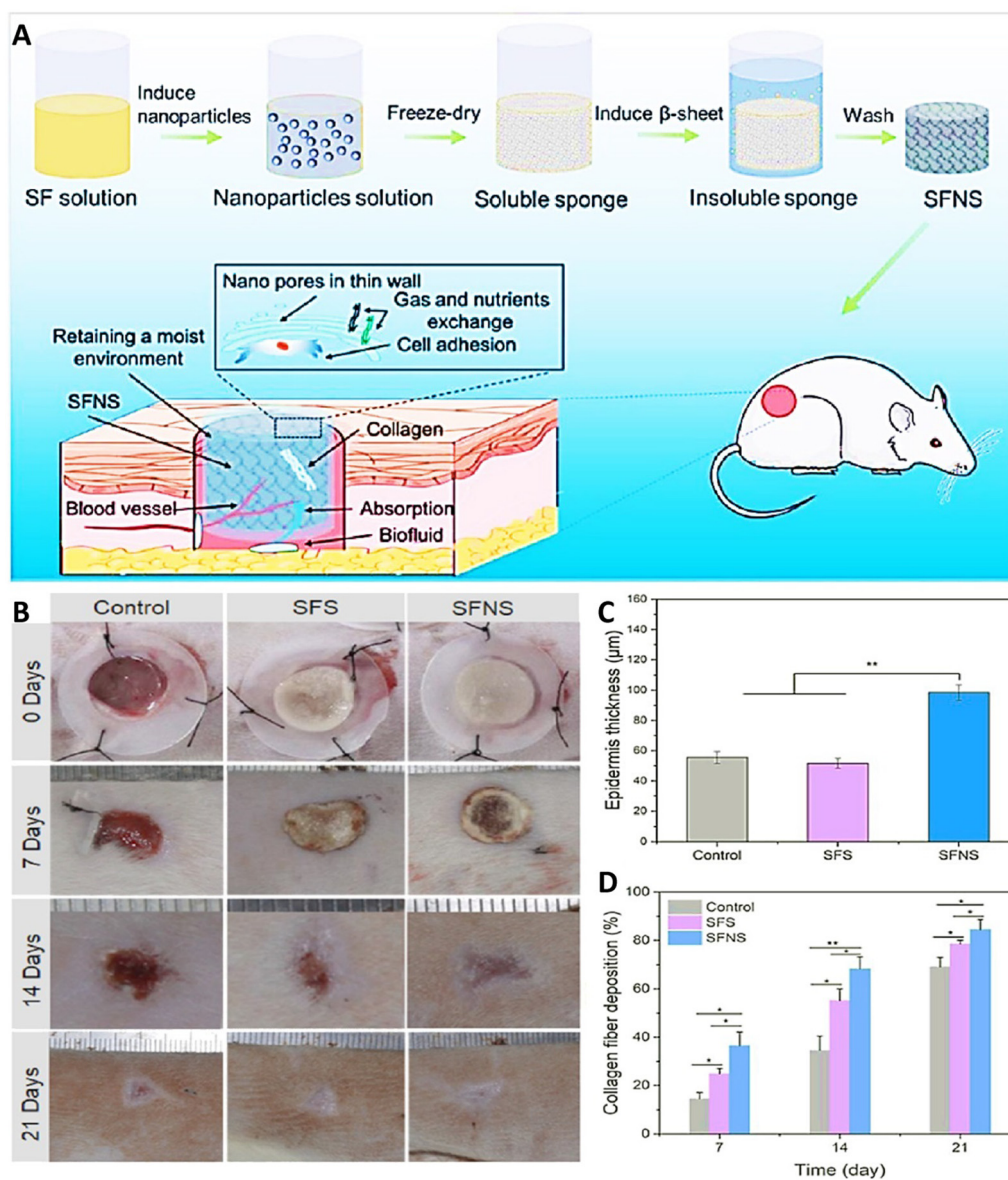 A
Induce
nanoparticles
Freeze-dry
Induce β-sheet
Wash
SF solution
Nanoparticles solution
Soluble sponge
Insoluble sponge
SFNS
Nano pores in thin wall
Gas and nutrients
exchange
Cell adhesion
Retaining a moist
environment
SFNS
Collagen
Blood vessel
Absorption
Biofluid
B
Control
SFS
SFNS
0 Days
7 Days
14 Days
21 Days
C
Epidermis thickness (μm)
160
140
120
100
80
60
40
20
0
**
Control
SFS
SFNS
D
Collagen fiber deposition (%)
100
80
60
40
20
0
Control
SFS
SFNS
*
*
*
**
*
*
*
*
*
7
14
21
Time (day)